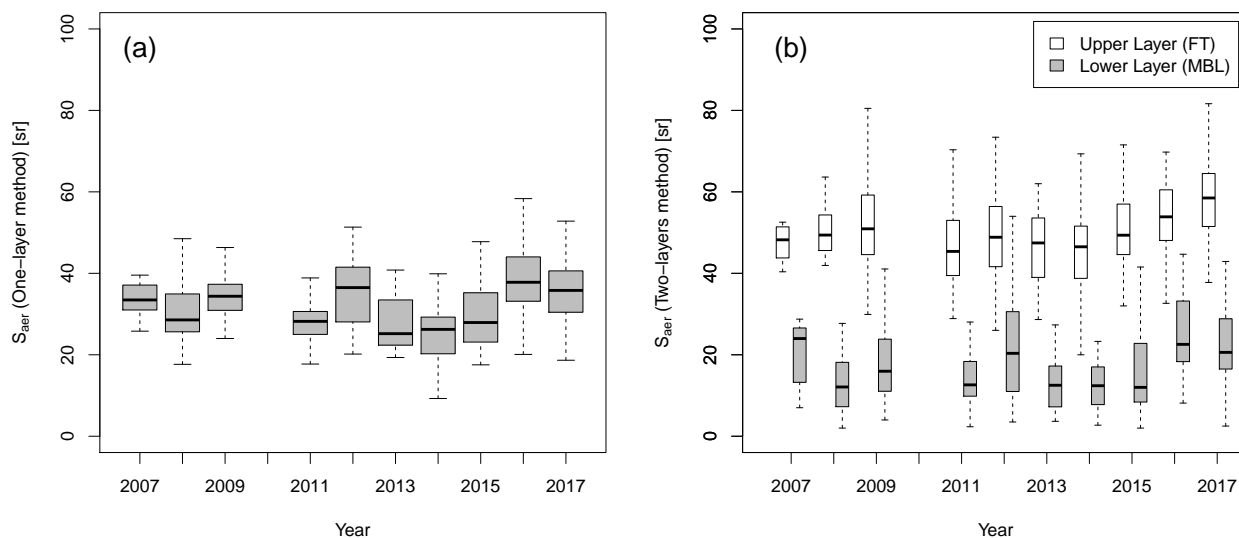 (a)
S_aer (One−layer method) [sr]
100
80
60
40
20
0
2007 2009 2011 2013 2015 2017
Year
(b)
Upper Layer (FT)
Lower Layer (MBL)
S_aer (Two−layers method) [sr]
100
80
60
40
20
0
2007 2009 2011 2013 2015 2017
Year